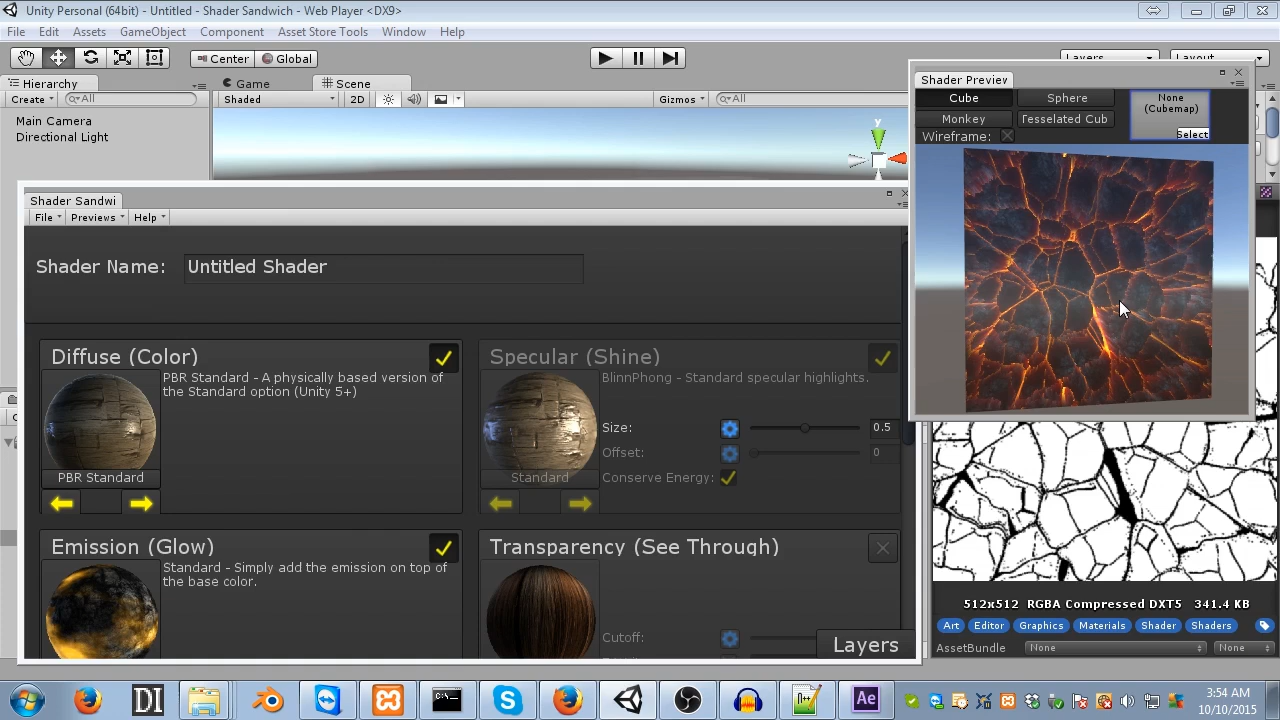 Unity Personal (64bit) - Untitled - Shader Sandwich - Web Player <DX9>
File Edit Assets GameObject Component Asset Store Tools Window Help
Center Global Layers Layout
Hierarchy Game Scene
Create All Shaded 2D Gizmos All
Main Camera
Directional Light
y
Shader Preview
Cube Sphere None
(Cubemap)
Monkey Tesselated Cub
Wireframe: Select
Shader Sandwi
File Previews Help
Shader Name: Untitled Shader
Diffuse (Color)
PBR Standard - A physically based version of
the Standard option (Unity 5+)
PBR Standard
Specular (Shine)
BlinnPhong - Standard specular highlights.
Size: 0.5
Offset: 0
Conserve Energy:
Standard
Emission (Glow)
Standard - Simply add the emission on top of
the base color.
Transparency (See Through)
Cutoff:
Layers
512x512 RGBA Compressed DXT5 341.4 KB
Art Editor Graphics Materials Shader Shaders
AssetBundle None None
DI
C:\
S
Ae
3:54 AM
10/10/2015